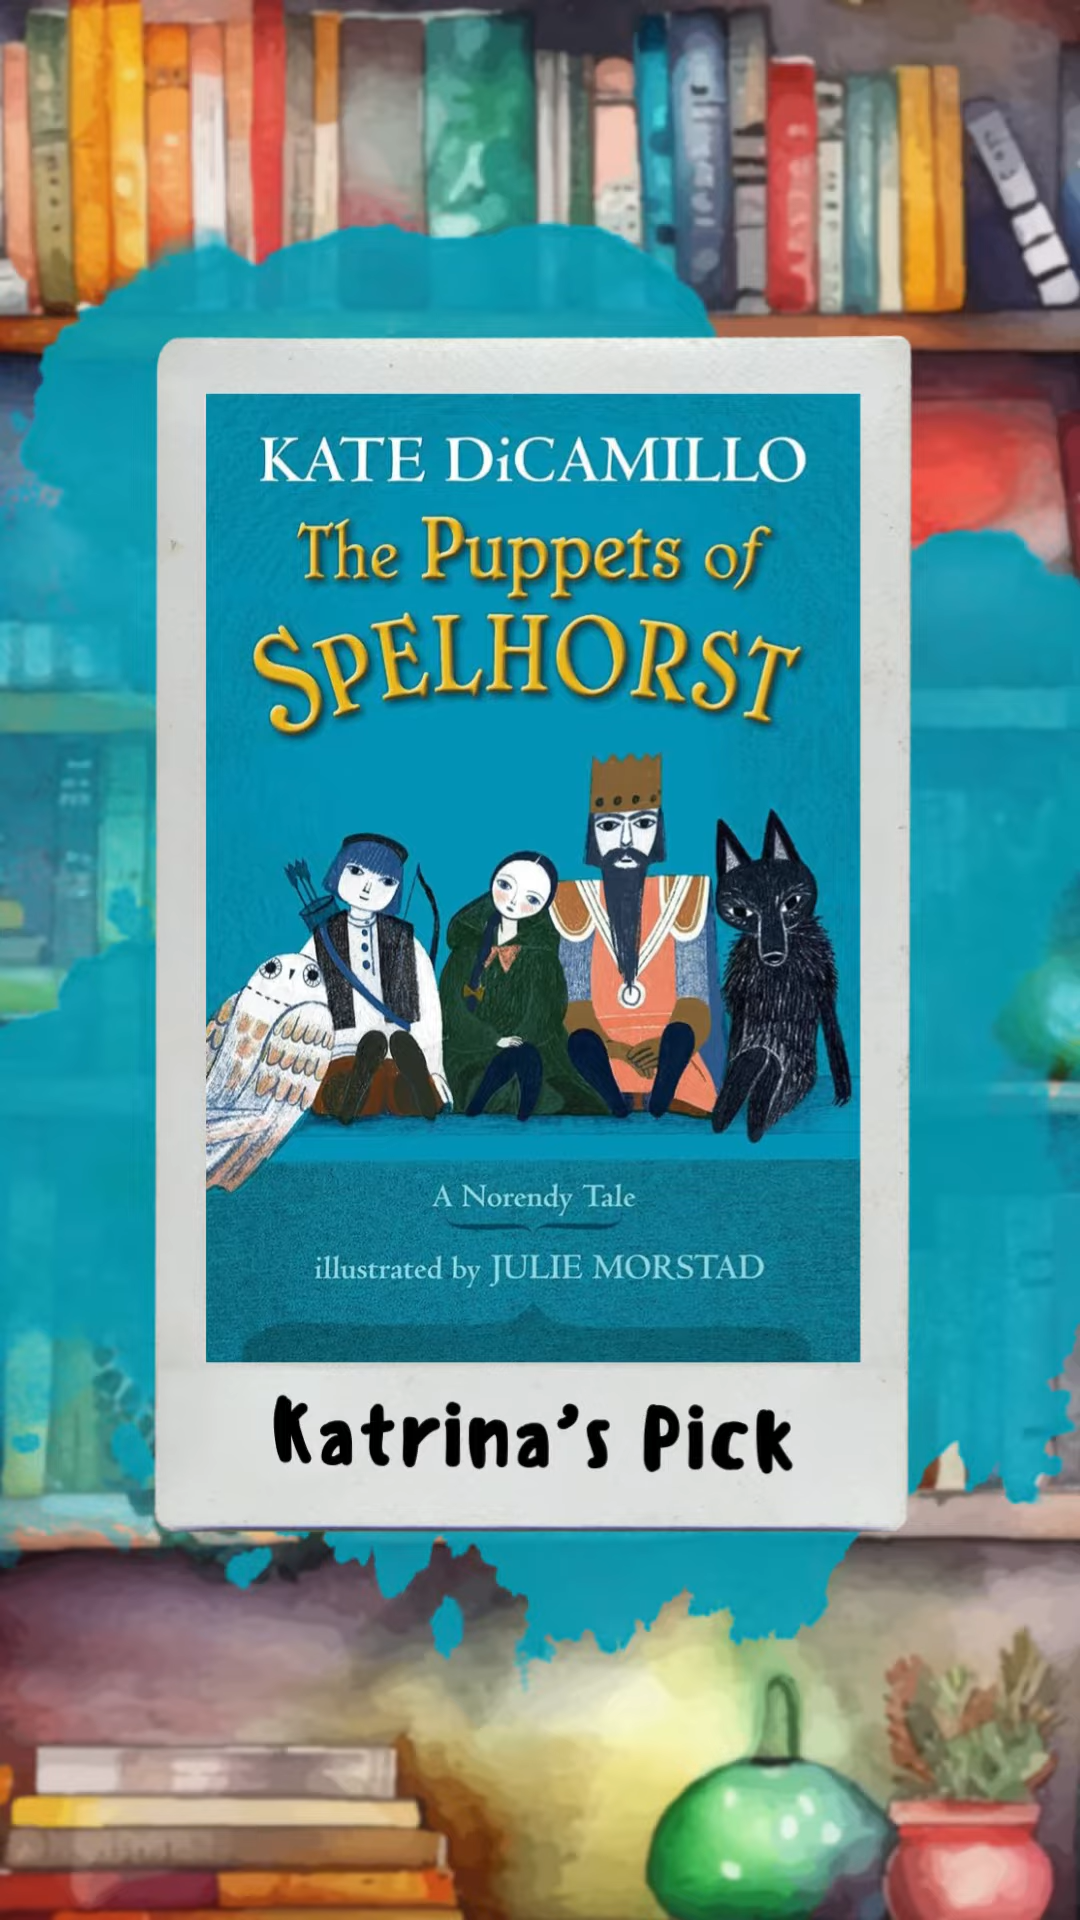 KATE DiCAMILLO
The Puppets of
SPELHORST
A Norendy Tale
illustrated by JULIE MORSTAD
Katrina's Pick